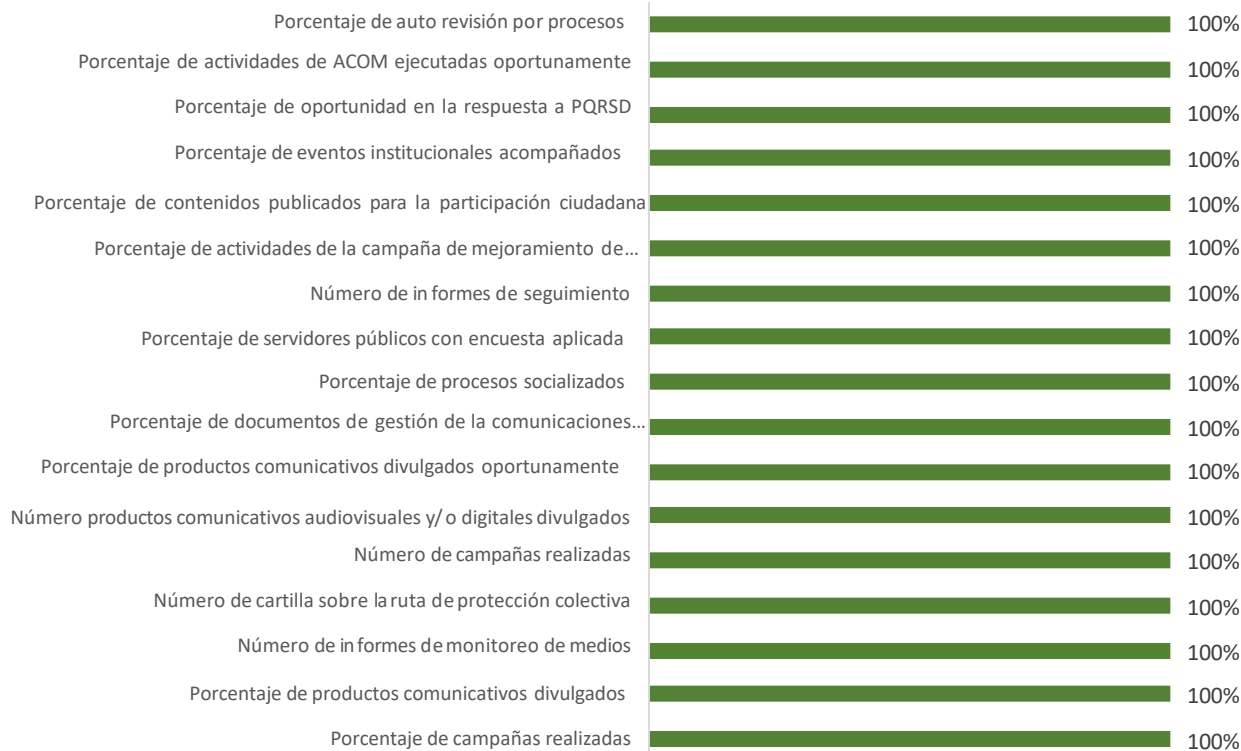 Porcentaje de auto revisión por procesos 100%
Porcentaje de actividades de ACOM ejecutadas oportunamente 100%
Porcentaje de oportunidad en la respuesta a PQRSD 100%
Porcentaje de eventos institucionales acompañados 100%
Porcentaje de contenidos publicados para la participación ciudadana 100%
Porcentaje de actividades de la campaña de mejoramiento de... 100%
Número de in formes de seguimiento 100%
Porcentaje de servidores públicos con encuesta aplicada 100%
Porcentaje de procesos socializados 100%
Porcentaje de documentos de gestión de la comunicaciones... 100%
Porcentaje de productos comunicativos divulgados oportunamente 100%
Número productos comunicativos audiovisuales y/o digitales divulgados 100%
Número de campañas realizadas 100%
Número de cartilla sobre la ruta de protección colectiva 100%
Número de in formes de monitoreo de medios 100%
Porcentaje de productos comunicativos divulgados 100%
Porcentaje de campañas realizadas 100%